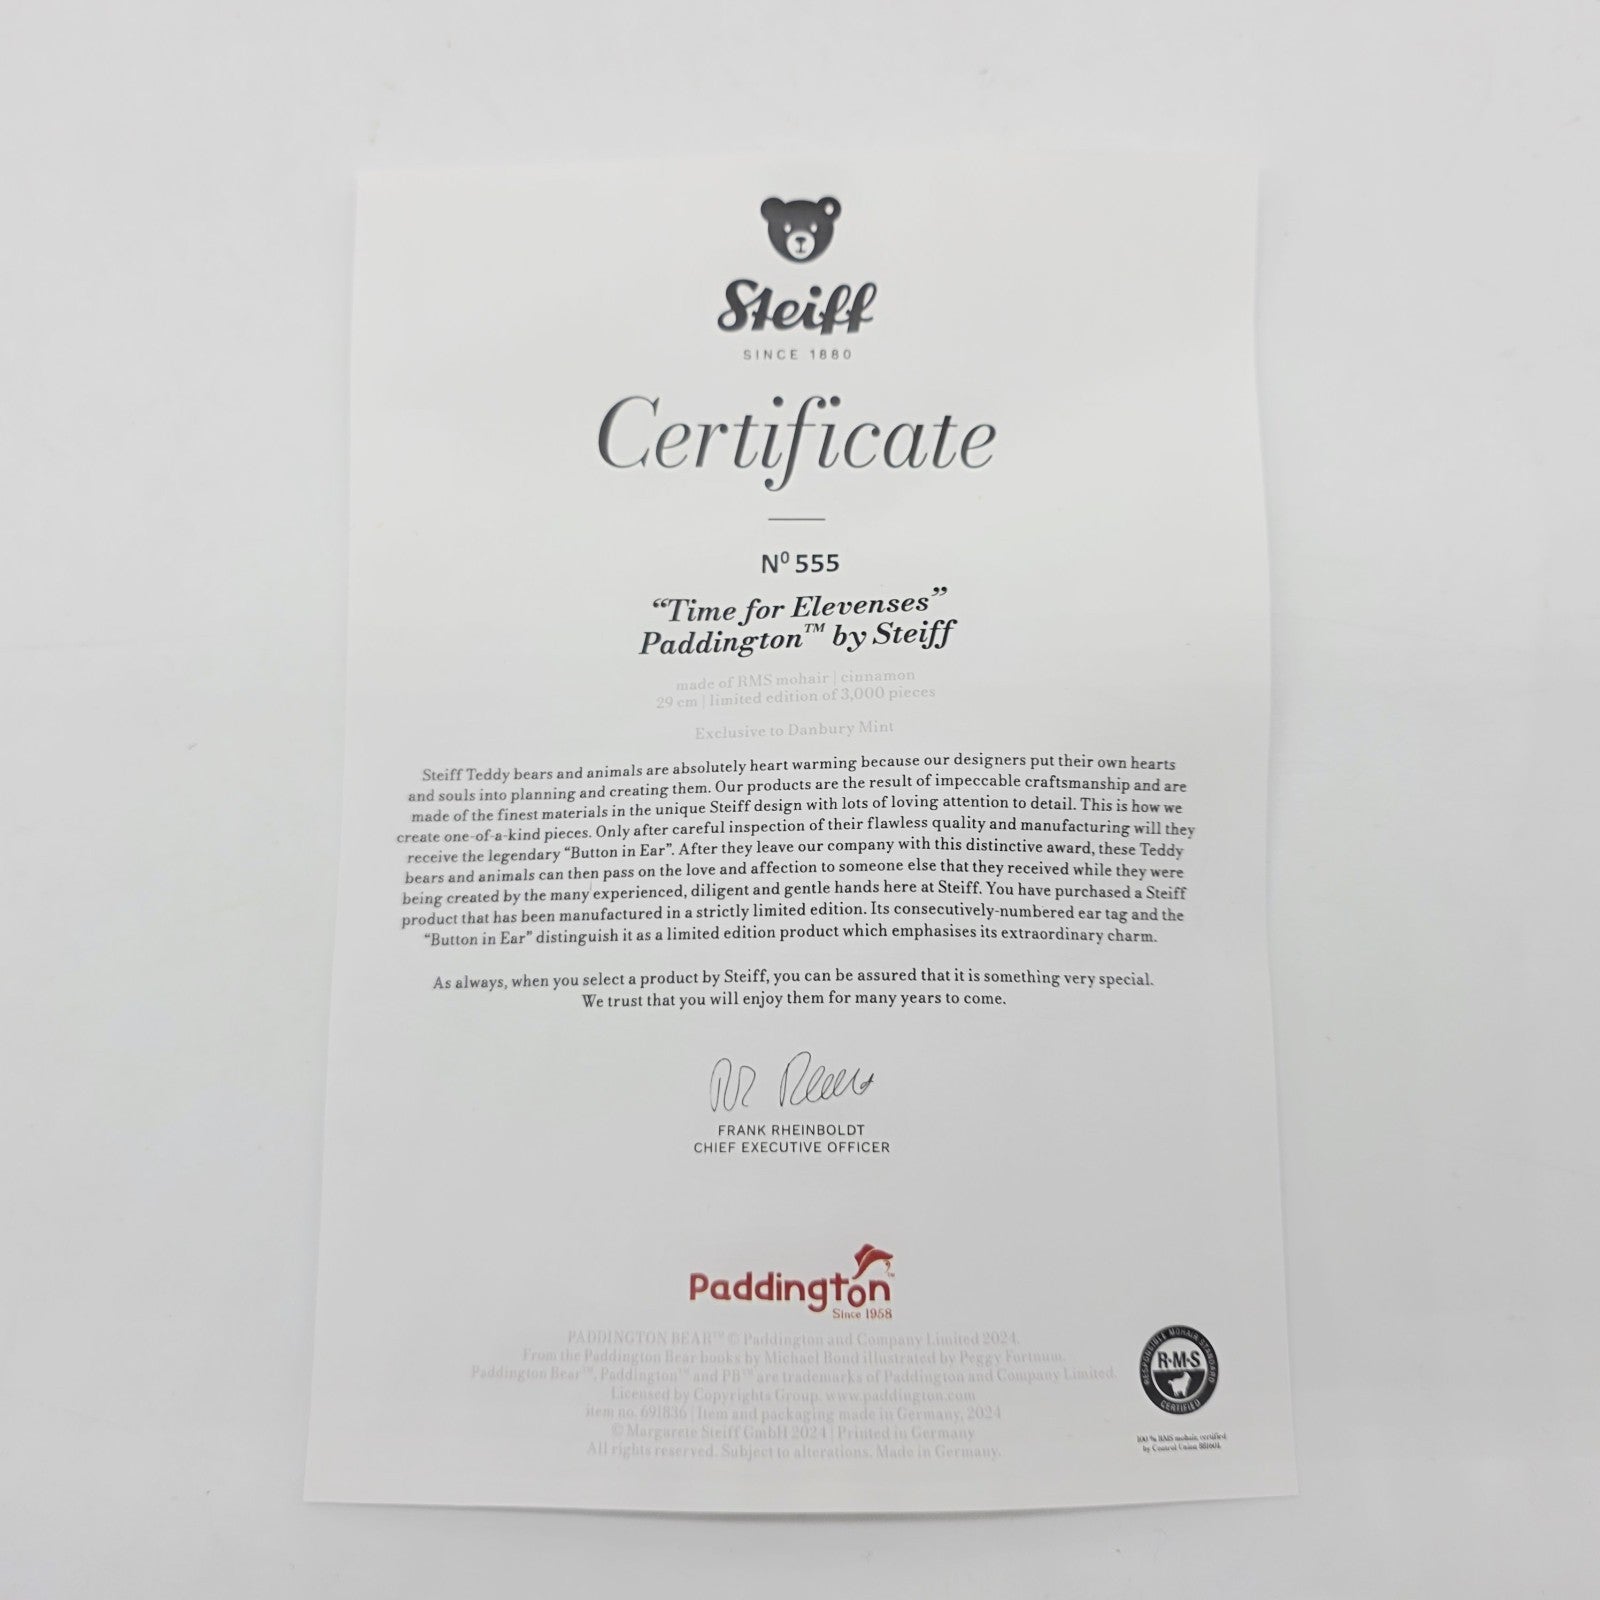 Steiff
SINCE 1880
Certificate
Nº 555
“Time for Elevenses”
Paddington™ by Steiff
made of RMS mohair | cinnamon
29 cm | limited edition of 3,000 pieces
Exclusive to Danbury Mint
Steiff Teddy bears and animals are absolutely heart warming because our designers put their own hearts
and souls into planning and creating them. Our products are the result of impeccable craftsmanship and are
made of the finest materials in the unique Steiff design with lots of loving attention to detail. This is how we
create one-of-a-kind pieces. Only after careful inspection of their flawless quality and manufacturing will they
receive the legendary “Button in Ear”. After they leave our company with this distinctive award, these Teddy
bears and animals can then pass on the love and affection to someone else that they received while they were
being created by the many experienced, diligent and gentle hands here at Steiff. You have purchased a Steiff
product that has been manufactured in a strictly limited edition. Its consecutively-numbered ear tag and the
“Button in Ear” distinguish it as a limited edition product which emphasises its extraordinary charm.
As always, when you select a product by Steiff, you can be assured that it is something very special.
We trust that you will enjoy them for many years to come.
FRANK RHEINBOLDT
CHIEF EXECUTIVE OFFICER
Paddington™
Since 1958
PADDINGTON BEAR™ © Paddington and Company Limited 2024.
From the Paddington Bear books by Michael Bond illustrated by Peggy Fortnum.
Paddington Bear™, Paddington™ and PB™ are trademarks of Paddington and Company Limited.
Licensed by Copyrights Group. www.paddington.com
item no. 691836 | Item and packaging made in Germany, 2024
© Margarete Steiff GmbH 2024 | Printed in Germany
All rights reserved. Subject to alterations. Made in Germany.
RESPONSIBLE MOHAIR STANDARD
R·M·S
CERTIFIED
100 % RMS mohair, certified
by Control Union